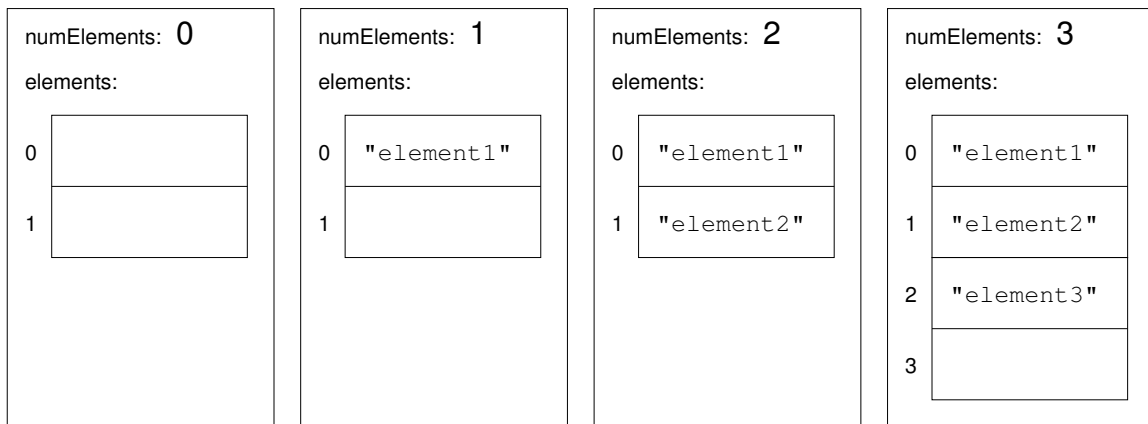 numElements: 0
elements:
0
1
numElements: 1
elements:
0 "element1"
1
numElements: 2
elements:
0 "element1"
1 "element2"
numElements: 3
elements:
0 "element1"
1 "element2"
2 "element3"
3